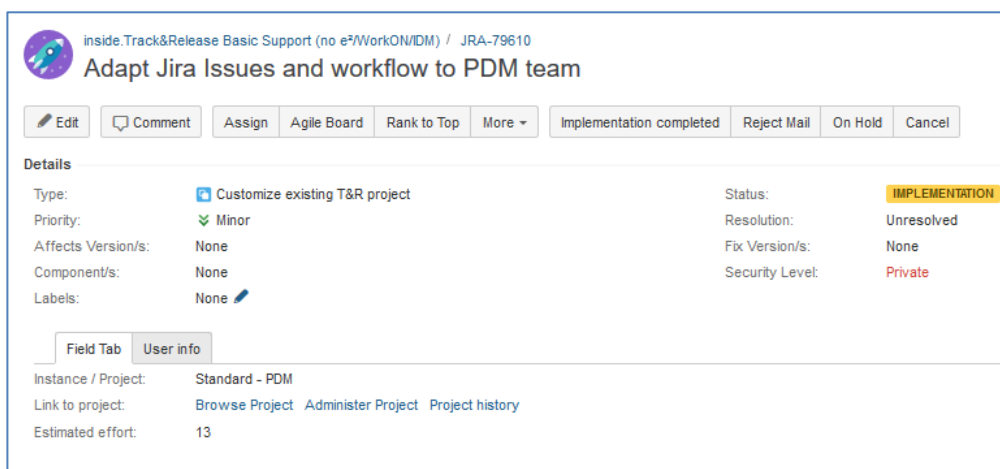 inside.Track&Release Basic Support (no e²/WorkON/IDM) / JRA-79610
Adapt Jira Issues and workflow to PDM team
Edit Comment Assign Agile Board Rank to Top More Implementation completed Reject Mail On Hold Cancel
Details
Type: Customize existing T&R project Status: IMPLEMENTATION
Priority: Minor Resolution: Unresolved
Affects Version/s: None Fix Version/s: None
Component/s: None Security Level: Private
Labels: None
Field Tab User info
Instance / Project: Standard - PDM
Link to project: Browse Project Administer Project Project history
Estimated effort: 13